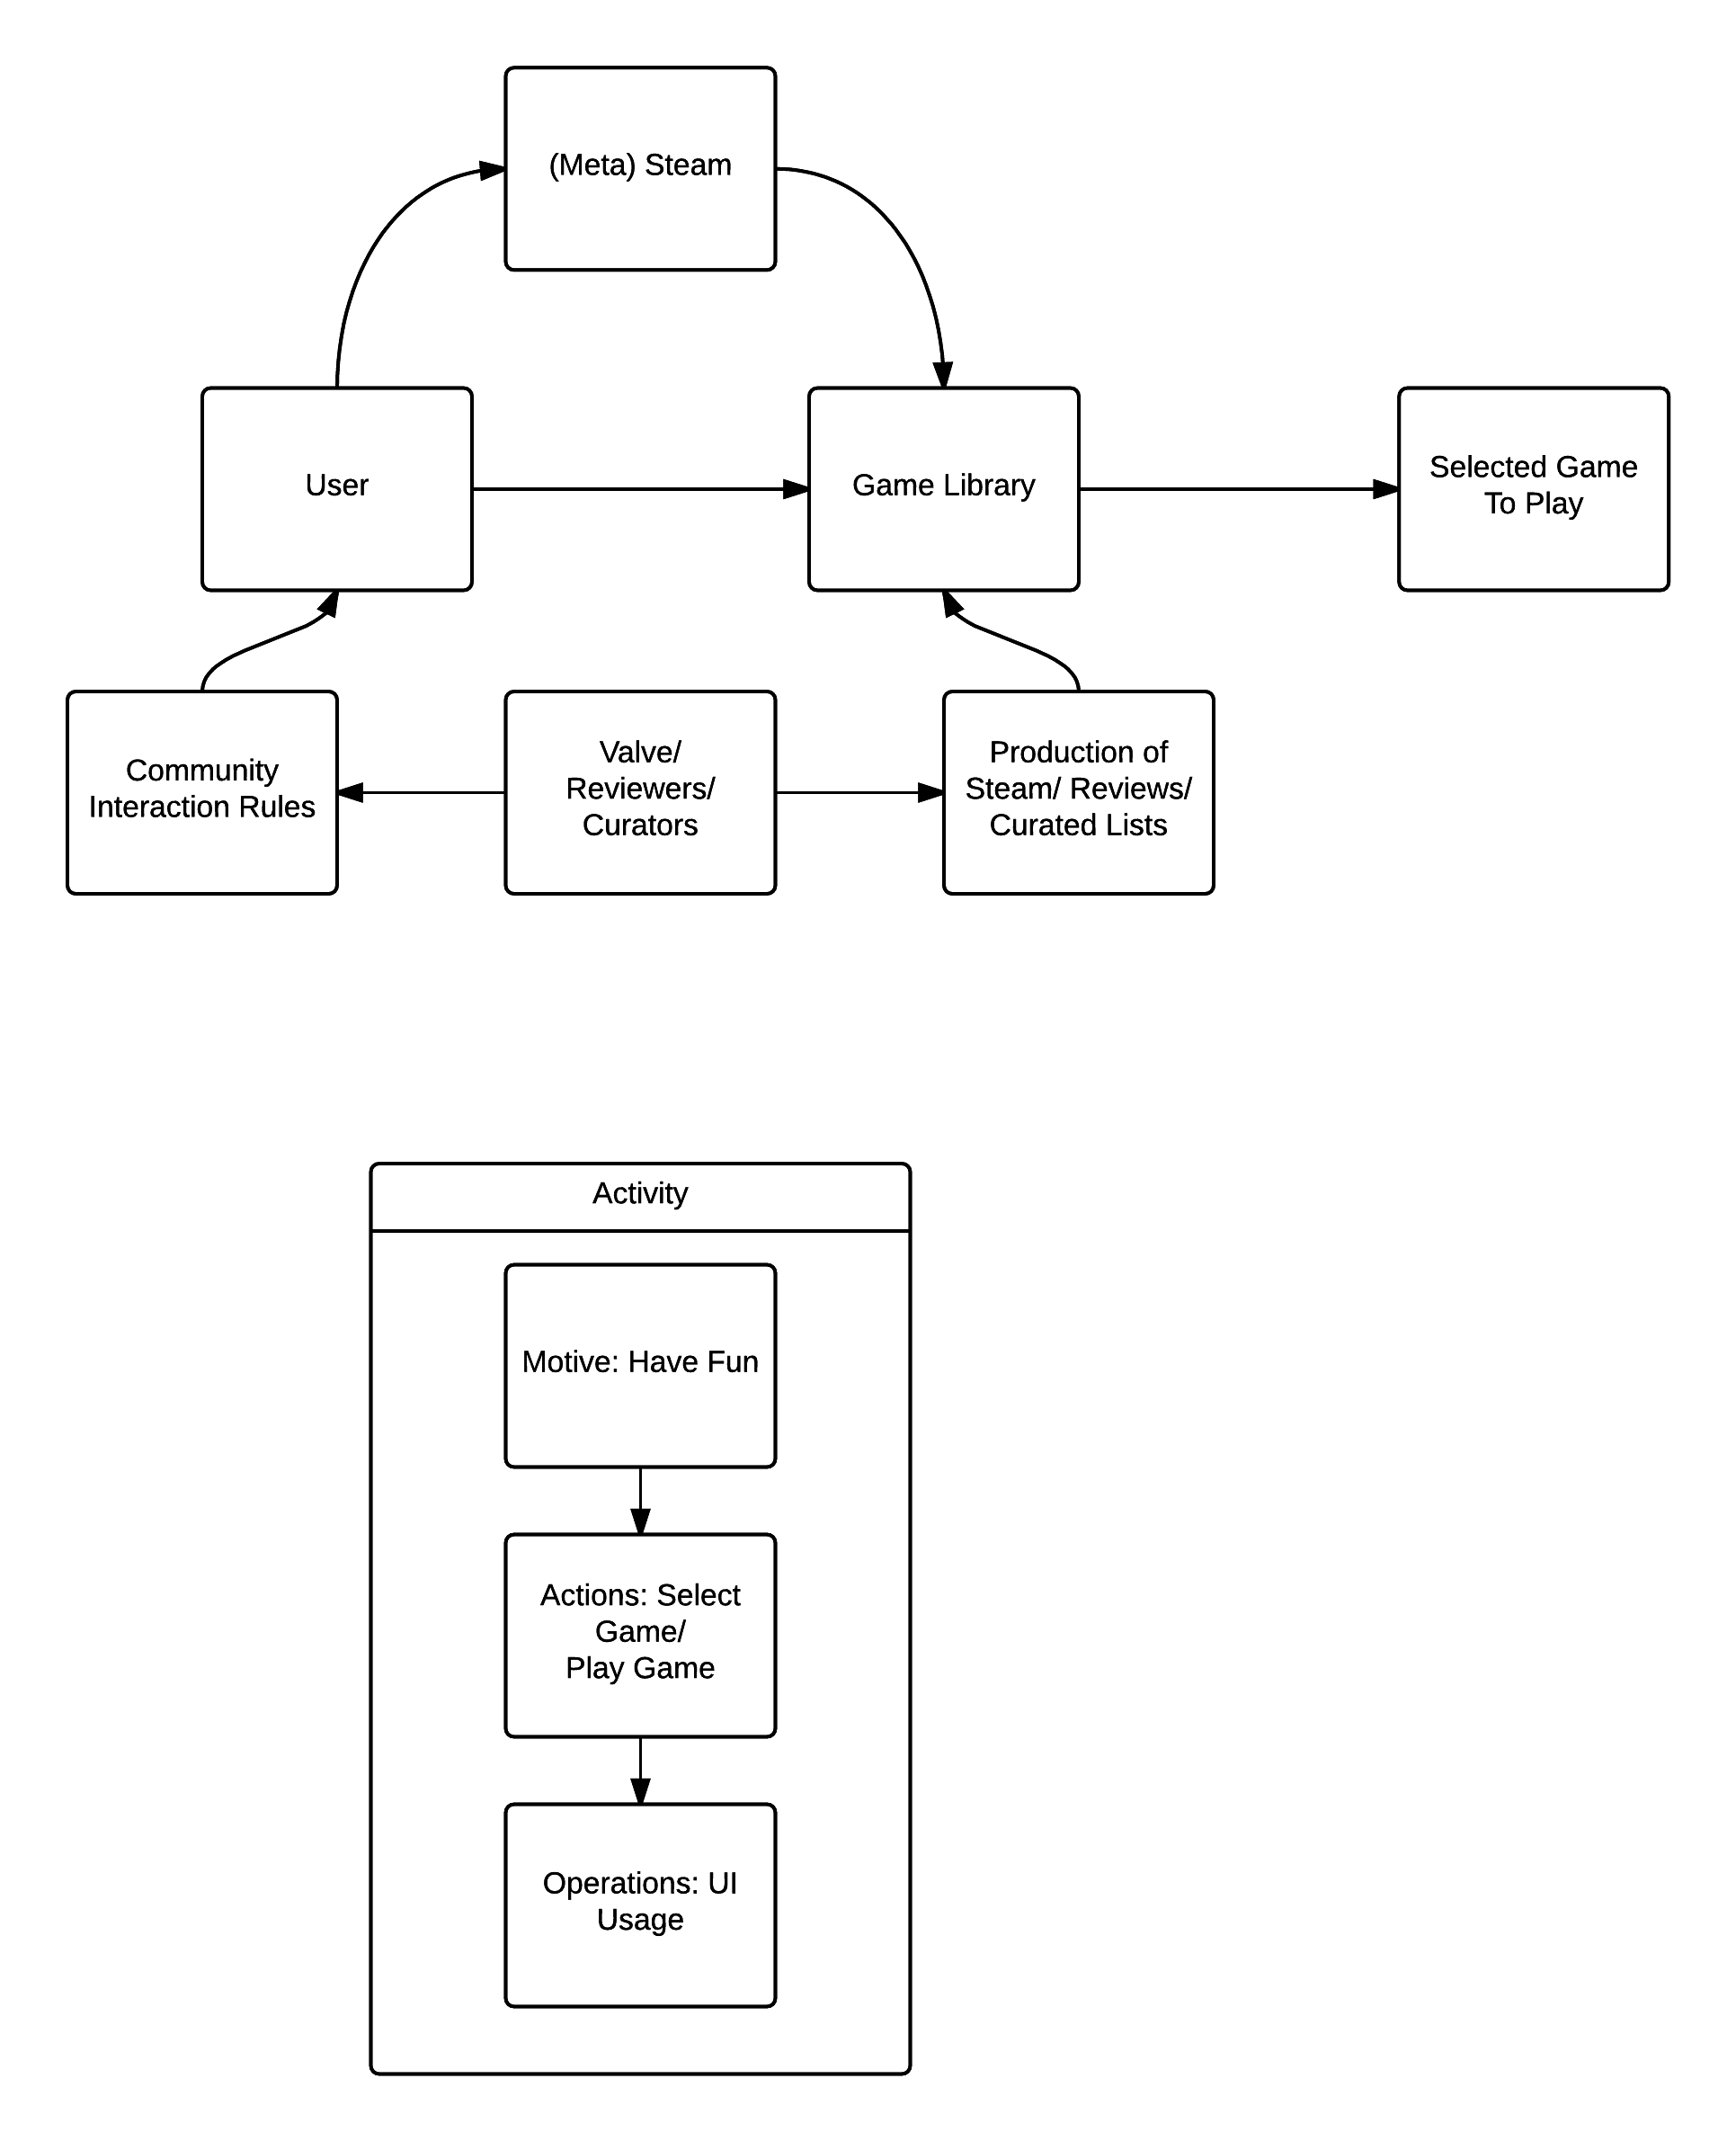 (Meta) Steam
User
Game Library
Selected Game
To Play
Community
Interaction Rules
Valve/
Reviewers/
Curators
Production of
Steam/ Reviews/
Curated Lists
Activity
Motive: Have Fun
Actions: Select
Game/
Play Game
Operations: UI
Usage